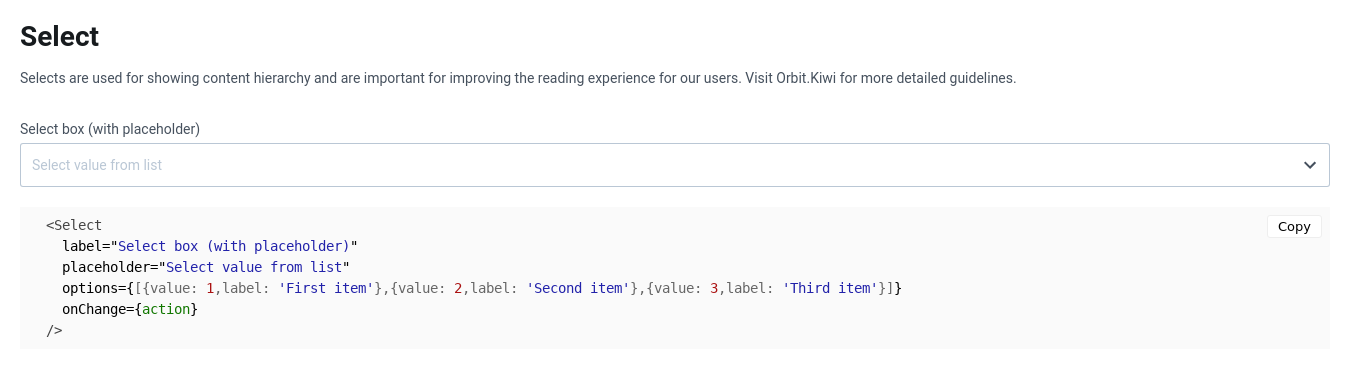 Select
Selects are used for showing content hierarchy and are important for improving the reading experience for our users. Visit Orbit.Kiwi for more detailed guidelines.
Select box (with placeholder)
Select value from list
<Select
Copy
label="Select box (with placeholder)"
placeholder="Select value from list"
options={[{value: 1,label: 'First item'},{value: 2,label: 'Second item'},{value: 3,label: 'Third item'}]}
onChange={action}
/>